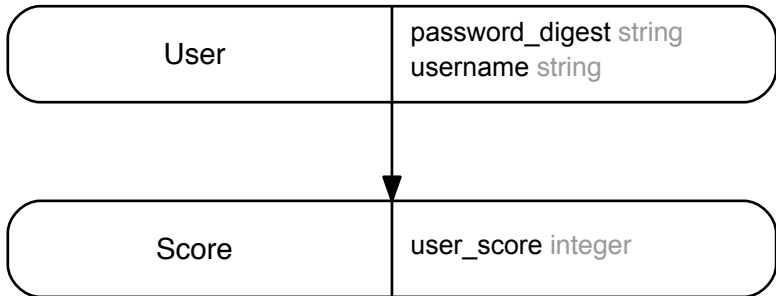 User
password_digest string
username string
Score
user_score integer